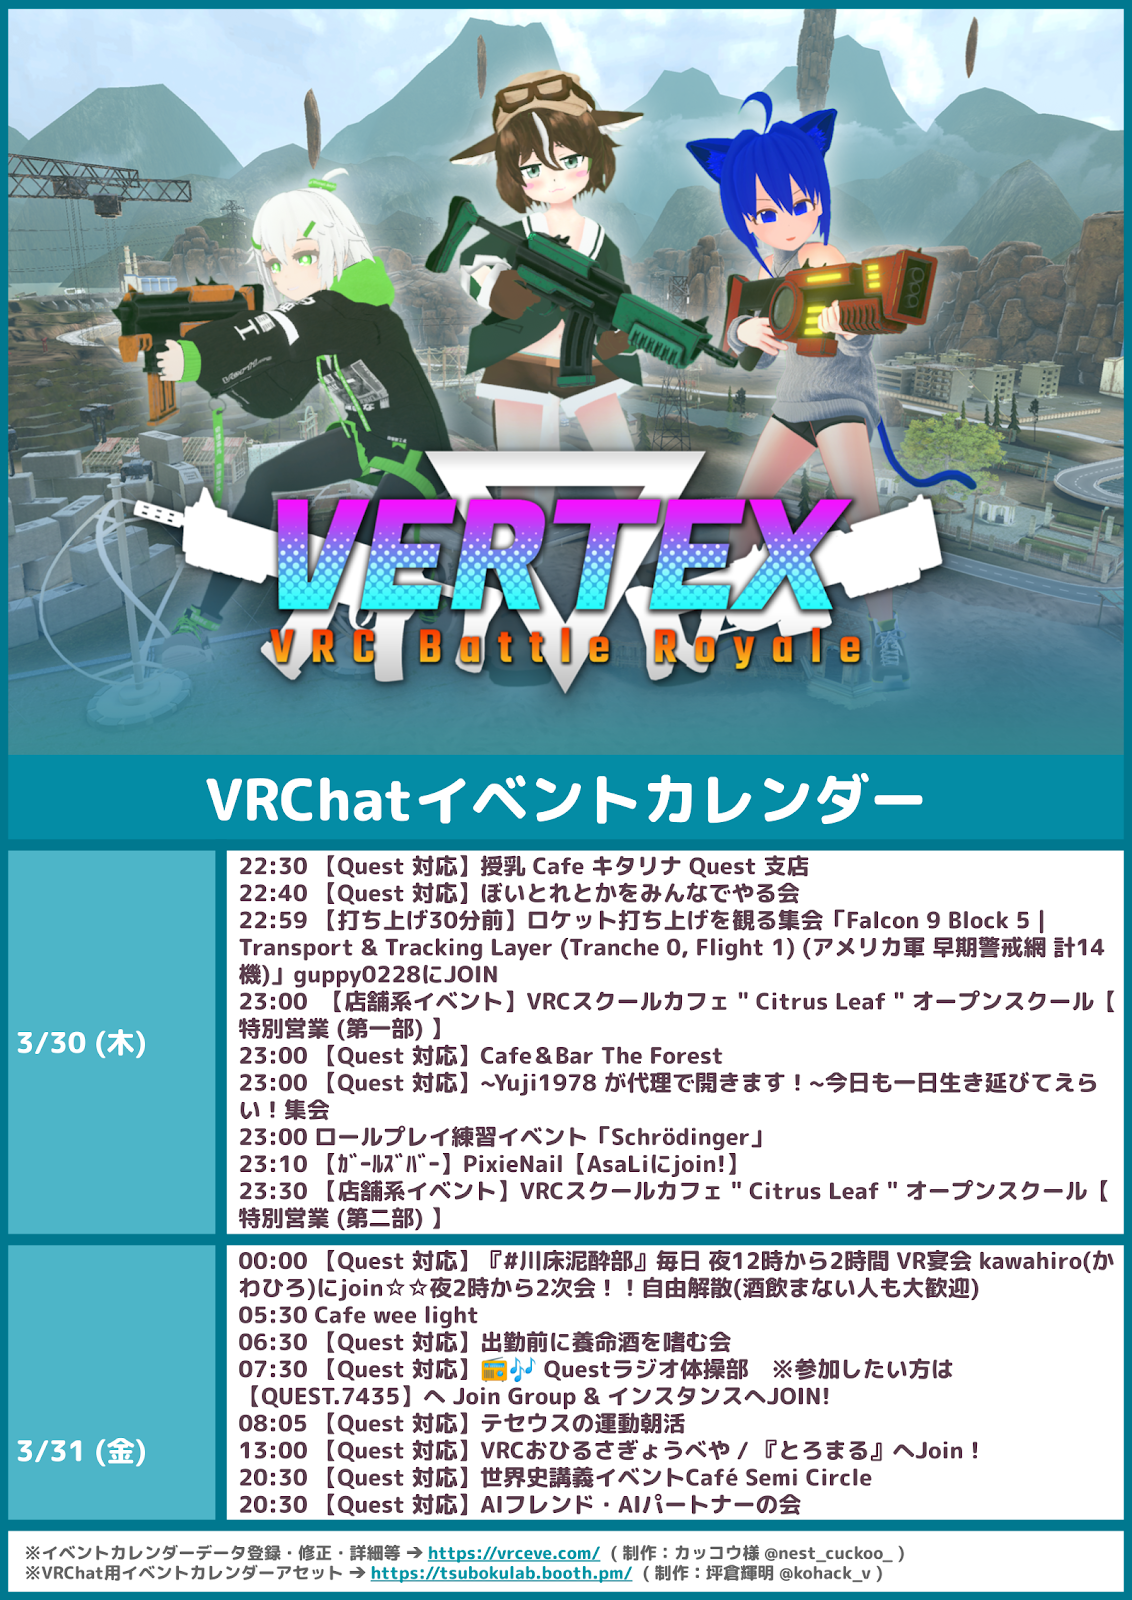 VERTEX
VRC Battle Royale
VRChatイベントカレンダー
3/30 (木)
22:30 【Quest 対応】授乳 Cafe キタリナ Quest 支店
22:40 【Quest 対応】ぽいとれとかをみんなでやる会
22:59 【打ち上げ30分前】ロケット打ち上げを観る集会「Falcon 9 Block 5 |
Transport & Tracking Layer (Tranche 0, Flight 1) (アメリカ軍 早期警戒網 計14
機)」guppy0228にJOIN
23:00 【店舗系イベント】VRCスクールカフェ " Citrus Leaf " オープンスクール【
特別営業 (第一部) 】
23:00 【Quest 対応】Cafe＆Bar The Forest
23:00 【Quest 対応】~Yuji1978 が代理で開きます！~今日も一日生き延びてえら
い！集会
23:00 ロールプレイ練習イベント「Schrödinger」
23:10 【ｶﾞｰﾙｽﾞﾊﾞｰ】PixieNail【AsaLiにjoin!】
23:30 【店舗系イベント】VRCスクールカフェ " Citrus Leaf " オープンスクール【
特別営業 (第二部) 】
3/31 (金)
00:00 【Quest 対応】『#川床泥酔部』毎日 夜12時から2時間 VR宴会 kawahiro(か
わひろ)にjoin☆☆夜2時から2次会！！自由解散(酒飲まない人も大歓迎)
05:30 Cafe wee light
06:30 【Quest 対応】出勤前に養命酒を嗜む会
07:30 【Quest 対応】📻🎶 Questラジオ体操部　※参加したい方は
【QUEST.7435】へ Join Group & インスタンスへJOIN!
08:05 【Quest 対応】テセウスの運動朝活
13:00 【Quest 対応】VRCおひるさぎょうべや / 『とろまる』へJoin！
20:30 【Quest 対応】世界史講義イベントCafé Semi Circle
20:30 【Quest 対応】AIフレンド・AIパートナーの会
※イベントカレンダーデータ登録・修正・詳細等 ➔ https://vrceve.com/ ( 制作：カッコウ様 @nest_cuckoo_ )
※VRChat用イベントカレンダーアセット ➔ https://tsubokulab.booth.pm/ ( 制作：坪倉輝明 @kohack_v )